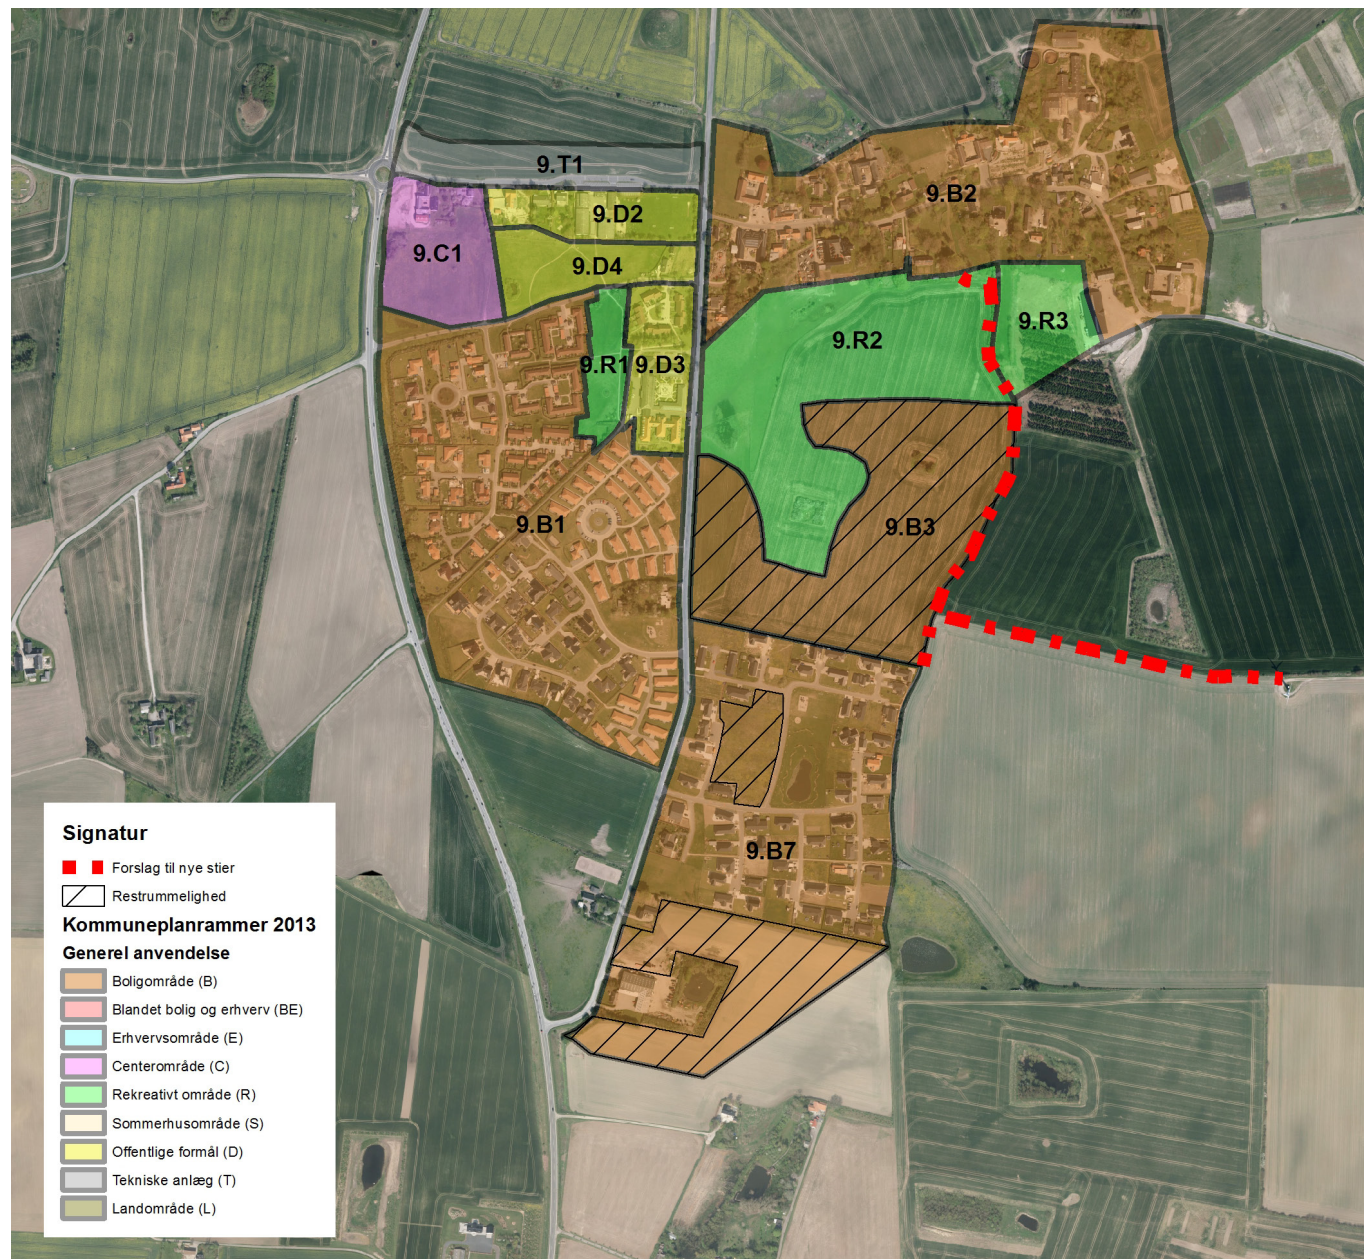 9.T1
9.D2
9.B2
9.C1
9.D4
9.R3
9.R2
9.R1
9.D3
9.B1
9.B3
9.B7
Signatur
Forslag til nye stier
Restrummelighed
Kommuneplanrammer 2013
Generel anvendelse
Boligområde (B)
Blandet bolig og erhverv (BE)
Erhvervsområde (E)
Centerområde (C)
Rekreativt område (R)
Sommerhusområde (S)
Offentlige formål (D)
Tekniske anlæg (T)
Landområde (L)